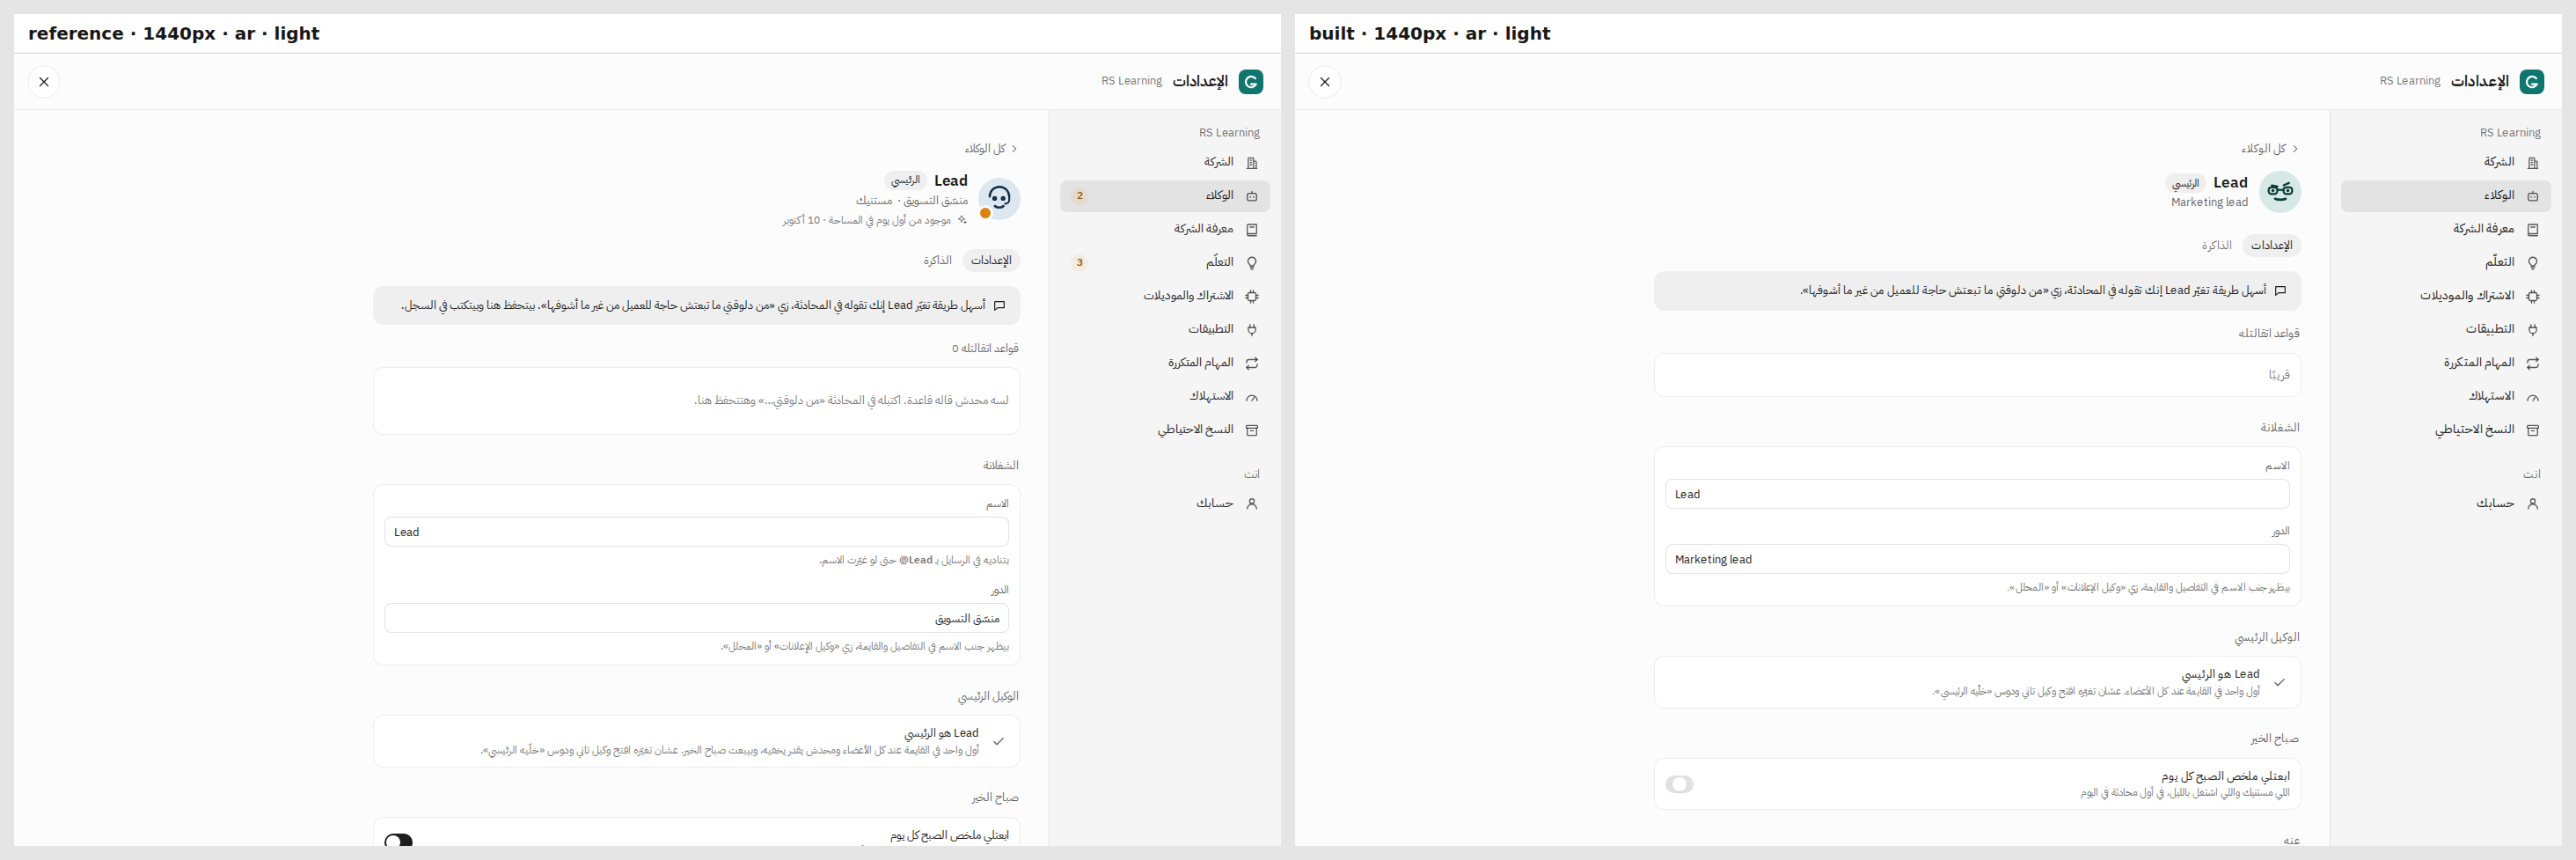 reference · 1440px · ar · light
الإعدادات RS Learning
RS Learning
الشركة
الوكلاء 2
معرفة الشركة
التعلّم 3
الاشتراك والموديلات
التطبيقات
المهام المتكررة
الاستهلاك
النسخ الاحتياطي
انت
حسابك
كل الوكلاء
Lead الرئيسي
منسّق التسويق · مستنيك
موجود من أول يوم في المساحة · 10 أكتوبر
الإعدادات الذاكرة
أسهل طريقة تغيّر Lead إنك تقوله في المحادثة، زي «من دلوقتي ما تبعتش حاجة للعميل من غير ما أشوفها». بيتحفظ هنا وبيتكتب في السجل.
قواعد اتقالتله 0
لسه محدش قاله قاعدة. اكتبله في المحادثة «من دلوقتي...» وهتتحفظ هنا.
الشغلانة
الاسم
Lead
بتناديه في الرسايل بـ @Lead حتى لو غيّرت الاسم.
الدور
منسّق التسويق
بيظهر جنب الاسم في التفاصيل والقايمة، زي «وكيل الإعلانات» أو «المحلل».
الوكيل الرئيسي
Lead هو الرئيسي
أول واحد في القايمة عند كل الأعضاء ومحدش يقدر يخفيه، وبيبعت صباح الخير. عشان تغيّره افتح وكيل تاني ودوس «خلّيه الرئيسي».
صباح الخير
ابعتلي ملخص الصبح كل يوم
built · 1440px · ar · light
الإعدادات RS Learning
RS Learning
الشركة
الوكلاء
معرفة الشركة
التعلّم
الاشتراك والموديلات
التطبيقات
المهام المتكررة
الاستهلاك
النسخ الاحتياطي
انت
حسابك
كل الوكلاء
Lead الرئيسي
Marketing lead
الإعدادات الذاكرة
أسهل طريقة تغيّر Lead إنك تقوله في المحادثة، زي «من دلوقتي ما تبعتش حاجة للعميل من غير ما أشوفها».
قواعد اتقالتله
قريبًا
الشغلانة
الاسم
Lead
الدور
Marketing lead
بيظهر جنب الاسم في التفاصيل والقايمة، زي «وكيل الإعلانات» أو «المحلل».
الوكيل الرئيسي
Lead هو الرئيسي
أول واحد في القايمة عند كل الأعضاء. عشان تغيّره افتح وكيل تاني ودوس «خلّيه الرئيسي».
صباح الخير
ابعتلي ملخص الصبح كل يوم
اللي مستنيك واللي اشتغل بالليل، في أول محادثة في اليوم
عنه